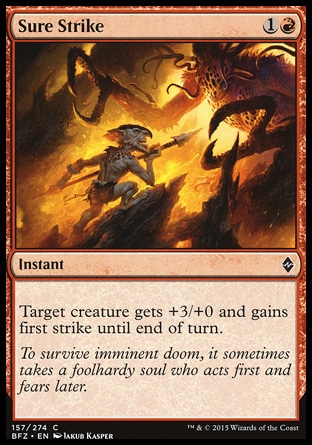 Sure Strike 1
Instant
Target creature gets +3/+0 and gains
first strike until end of turn.
To survive imminent doom, it sometimes
takes a foolhardy soul who acts first and
fears later.
157/274 C
BFZ • EN Jakub Kasper ™ & © 2015 Wizards of the Coast